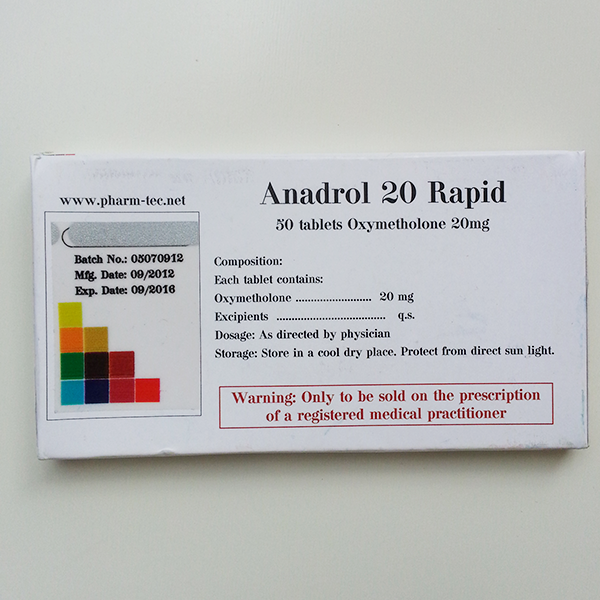 www.pharm-tec.net
Batch No.: 05070912
Mfg. Date: 09/2012
Exp. Date: 09/2016
Anadrol 20 Rapid
50 tablets Oxymetholone 20mg
Composition:
Each tablet contains:
Oxymetholone ......................... 20 mg
Excipients .................................... q.s.
Dosage: As directed by physician
Storage: Store in a cool dry place. Protect from direct sun light.
Warning: Only to be sold on the prescription
of a registered medical practitioner